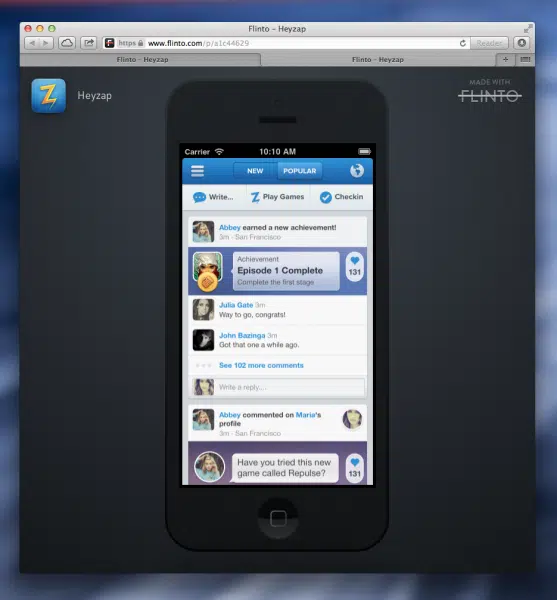 Flinto – Heyzap
https
www.flinto.com/p/a1c44629
Reader
Flinto – Heyzap
Flinto – Heyzap
Heyzap
MADE WITH
FLINTO
Carrier
10:10 AM
NEW
POPULAR
Write...
Play Games
Checkin
Abbey earned a new achievement!
3m · San Francisco
Achievement
Episode 1 Complete
Complete the first stage
131
Julia Gate 3m
Way to go, congrats!
John Bazinga 3m
Got that one a while ago.
See 102 more comments
Write a reply...
Abbey commented on Maria's
profile
3m · San Francisco
Have you tried this new
game called Repulse?
131